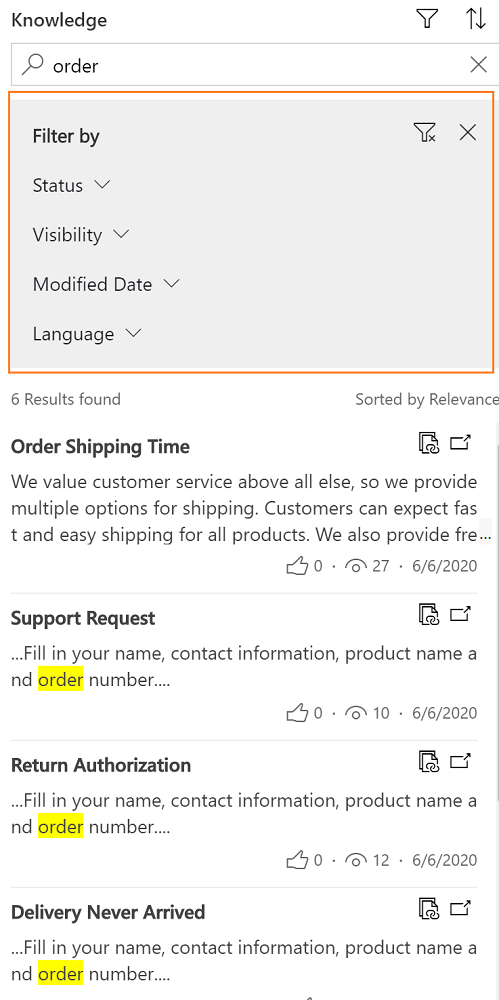 Knowledge
order
Filter by
Status
Visibility
Modified Date
Language
6 Results found
Sorted by Relevance
Order Shipping Time
We value customer service above all else, so we provide
multiple options for shipping. Customers can expect fas
t and easy shipping for all products. We also provide fre...
0 · 27 · 6/6/2020
Support Request
...Fill in your name, contact information, product name a
nd order number....
0 · 10 · 6/6/2020
Return Authorization
...Fill in your name, contact information, product name a
nd order number....
0 · 12 · 6/6/2020
Delivery Never Arrived
...Fill in your name, contact information, product name a
nd order number....